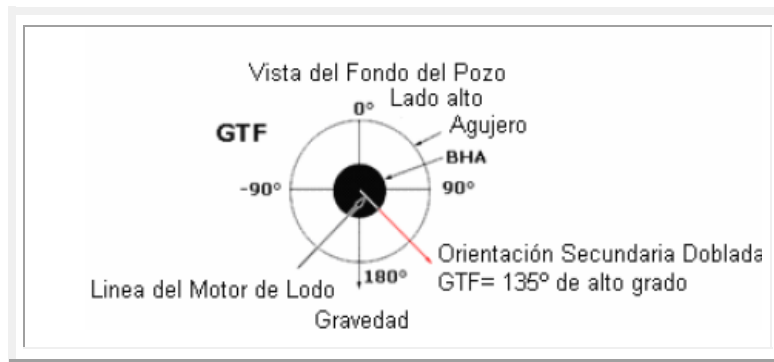 Vista del Fondo del Pozo
0° Lado alto
GTF
Agujero
BHA
-90°
90°
Orientación Secundaria Doblada
180°
GTF= 135° de alto grado
Linea del Motor de Lodo
Gravedad